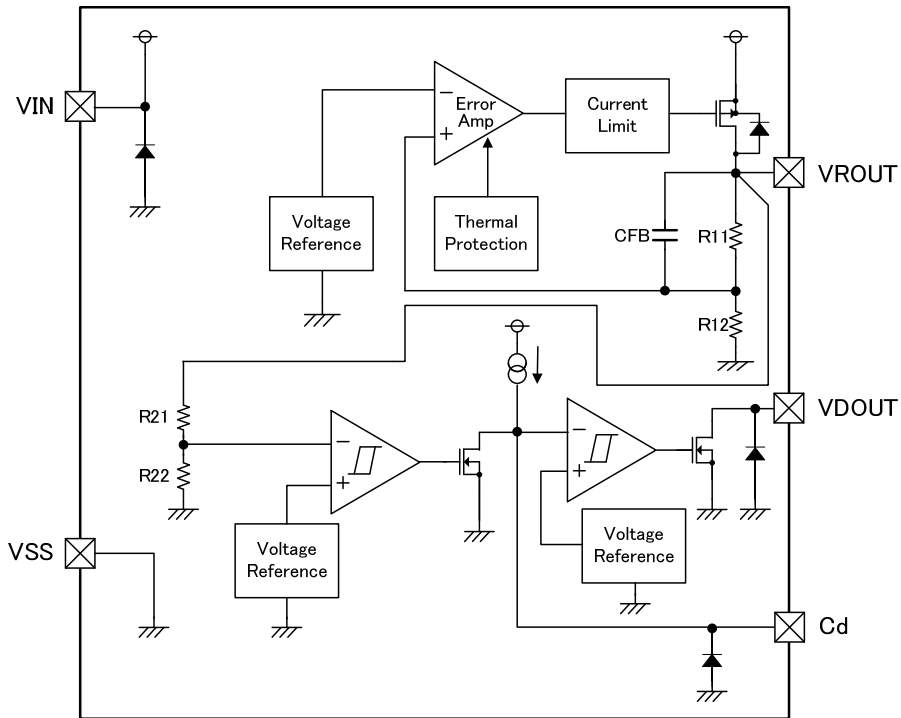 VIN
Error
Amp
−
+
Current
Limit
VROUT
Voltage
Reference
Thermal
Protection
CFB
R11
R12
R21
R22
−
+
−
+
VDOUT
VSS
Voltage
Reference
Voltage
Reference
Cd